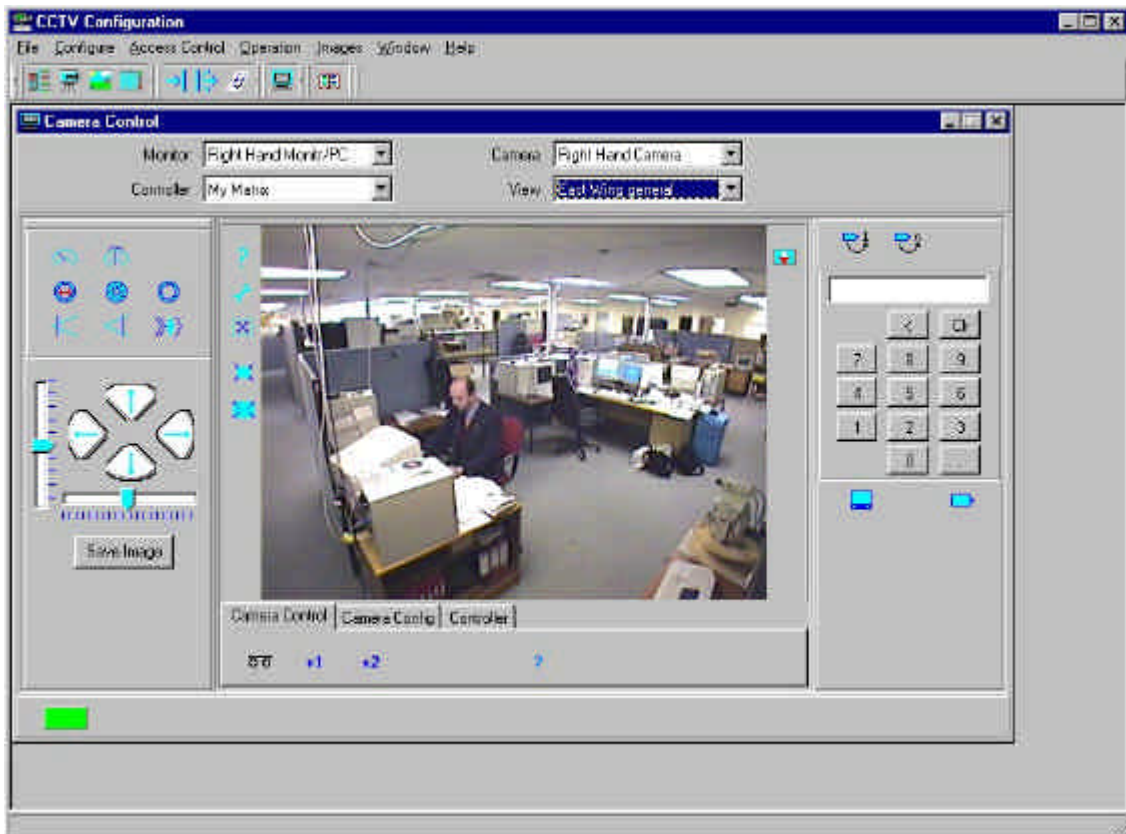 CCTV Configuration
File Configure Access Control Operation Images Window Help
Camera Control
Monitor Right Hand Monitr/PC Camera Right Hand Camera
Controller My Matrix View East Wing general
?
< 
7 8 9
4 5 6
1 2 3
0 .
Save Image
Camera Control Camera Config Controller
+1 +2 ?